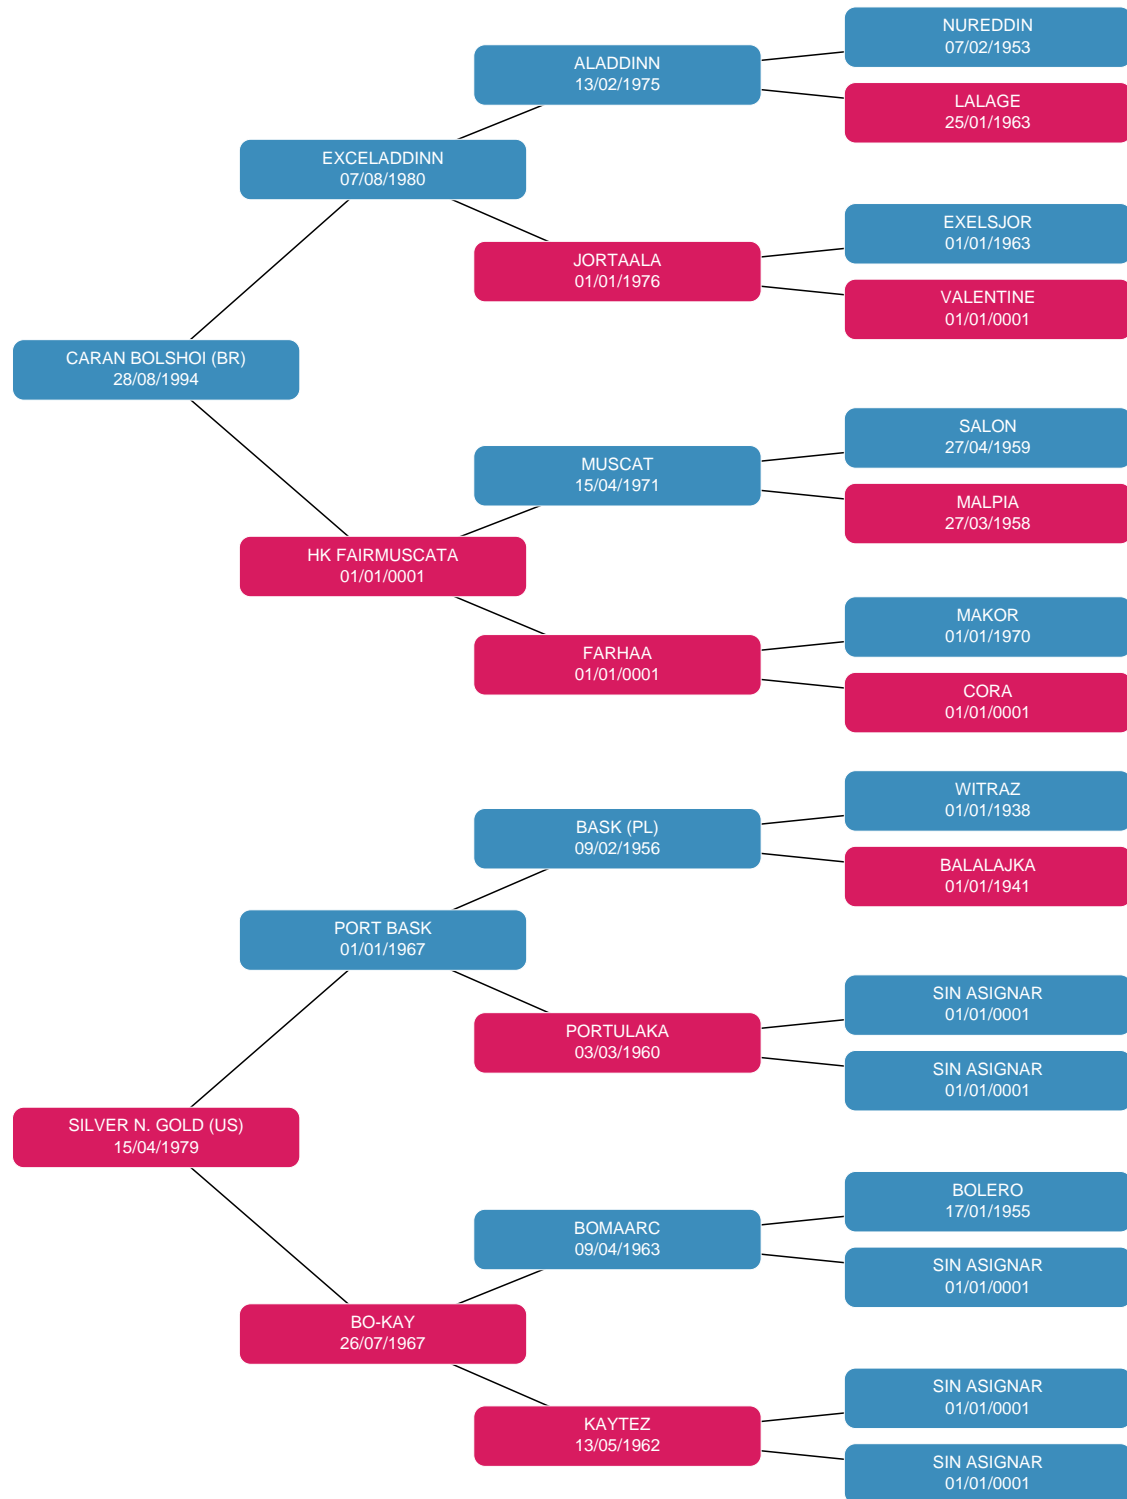 NUREDDIN
07/02/1953
ALADDINN
13/02/1975
LALAGE
25/01/1963
EXCELADDINN
07/08/1980
EXELSJOR
01/01/1963
JORTAALA
01/01/1976
VALENTINE
01/01/0001
CARAN BOLSHOI (BR)
28/08/1994
SALON
27/04/1959
MUSCAT
15/04/1971
MALPIA
27/03/1958
HK FAIRMUSCATA
01/01/0001
MAKOR
01/01/1970
FARHAA
01/01/0001
CORA
01/01/0001
WITRAZ
01/01/1938
BASK (PL)
09/02/1956
BALALAJKA
01/01/1941
PORT BASK
01/01/1967
SIN ASIGNAR
01/01/0001
PORTULAKA
03/03/1960
SIN ASIGNAR
01/01/0001
SILVER N. GOLD (US)
15/04/1979
BOLERO
17/01/1955
BOMAARC
09/04/1963
SIN ASIGNAR
01/01/0001
BO-KAY
26/07/1967
SIN ASIGNAR
01/01/0001
KAYTEZ
13/05/1962
SIN ASIGNAR
01/01/0001